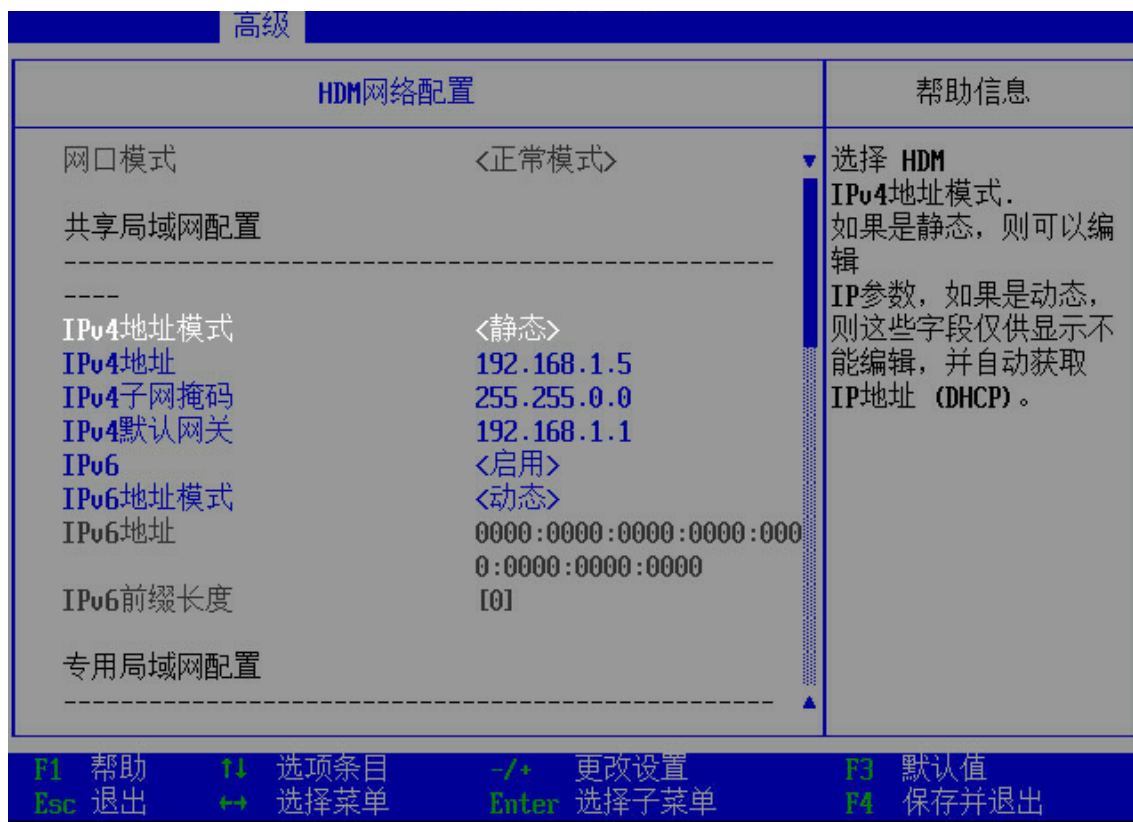 高级
HDM网络配置
帮助信息
网口模式 <正常模式>
共享局域网配置
--------------------------------------------------
----
IPv4地址模式 <静态>
IPv4地址 192.168.1.5
IPv4子网掩码 255.255.0.0
IPv4默认网关 192.168.1.1
IPv6 <启用>
IPv6地址模式 <动态>
IPv6地址 0000:0000:0000:0000:000
0:0000:0000:0000
IPv6前缀长度 [0]
专用局域网配置
--------------------------------------------------
选择 HDM
IPv4地址模式.
如果是静态，则可以编
辑
IP参数，如果是动态，
则这些字段仅供显示不
能编辑，并自动获取
IP地址 (DHCP)。
F1 帮助 ↑↓ 选项条目 -/+ 更改设置 F3 默认值
Esc 退出 ↔ 选择菜单 Enter 选择子菜单 F4 保存并退出